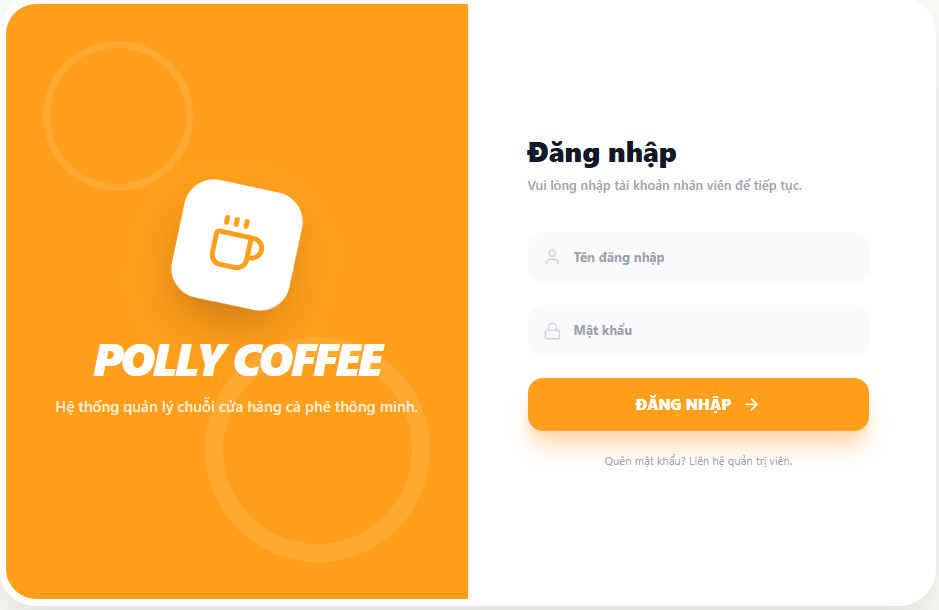 POLLY COFFEE
Hệ thống quản lý chuỗi cửa hàng cà phê thông minh.
Đăng nhập
Vui lòng nhập tài khoản nhân viên để tiếp tục.
Tên đăng nhập
Mật khẩu
ĐĂNG NHẬP →
Quên mật khẩu? Liên hệ quản trị viên.